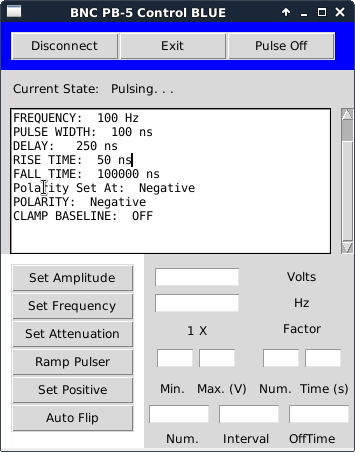 BNC PB-5 Control BLUE
Disconnect Exit Pulse Off
Current State: Pulsing. . .
FREQUENCY: 100 Hz
PULSE WIDTH: 100 ns
DELAY: 250 ns
RISE TIME: 50 ns
FALL TIME: 100000 ns
Polarity Set At: Negative
POLARITY: Negative
CLAMP BASELINE: OFF
Set Amplitude Volts
Set Frequency Hz
Set Attenuation 1 X Factor
Ramp Pulser
Set Positive Min. Max. (V) Num. Time (s)
Auto Flip
Num. Interval OffTime